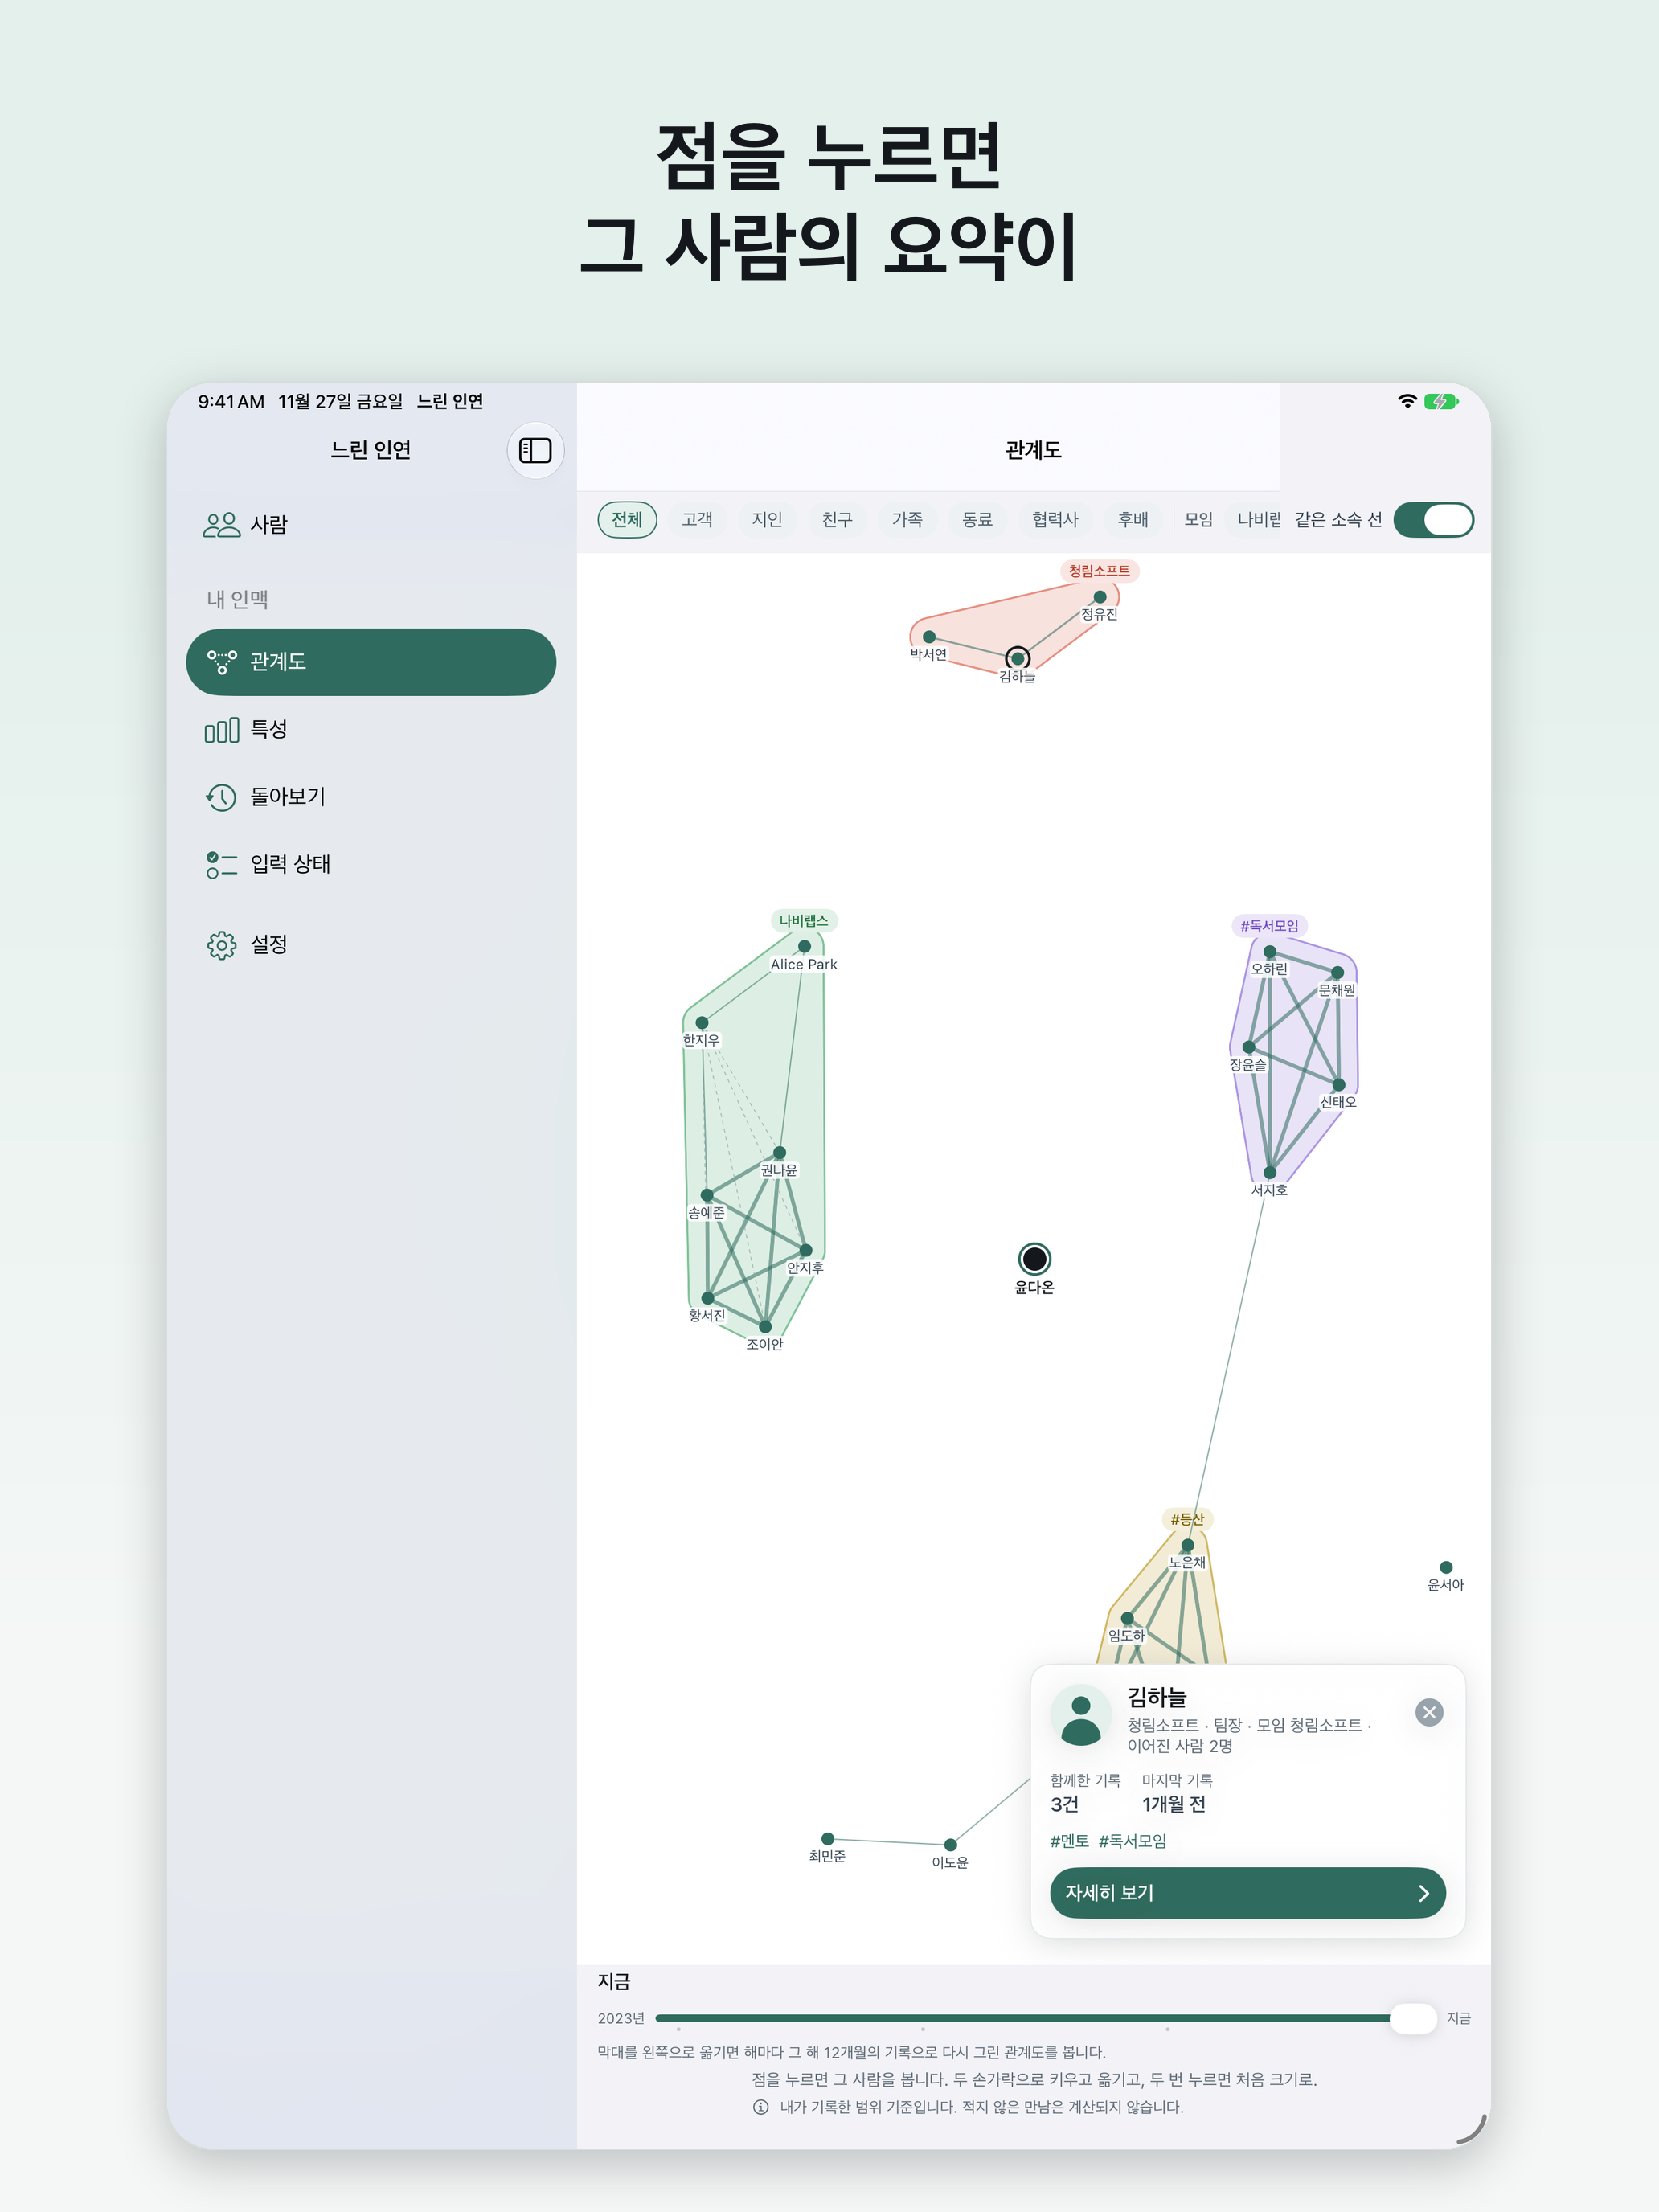 점을 누르면
그 사람의 요약이
9:41 AM 11월 27일 금요일 느린 인연
느린 인연
관계도
사람
내 인맥
관계도
특성
돌아보기
입력 상태
설정
전체 고객 지인 친구 가족 동료 협력사 후배 모임 같은 소속 선
청림소프트
정유진
박서연
김하늘
나비랩스
Alice Park
한지우
권나윤
송예준
안지후
황서진
조이안
#독서모임
오하린
문채원
장윤슬
신태오
서지호
윤다온
#등산
노은채
윤서아
임도하
최민준
이도윤
김하늘
청림소프트 · 팀장 · 모임 청림소프트 ·
이어진 사람 2명
함께한 기록 마지막 기록
3건 1개월 전
#멘토 #독서모임
자세히 보기
지금
2023년 지금
막대를 왼쪽으로 옮기면 해마다 그 해 12개월의 기록으로 다시 그린 관계도를 봅니다.
점을 누르면 그 사람을 봅니다. 두 손가락으로 키우고 옮기고, 두 번 누르면 처음 크기로.
내가 기록한 범위 기준입니다. 적지 않은 만남은 계산되지 않습니다.